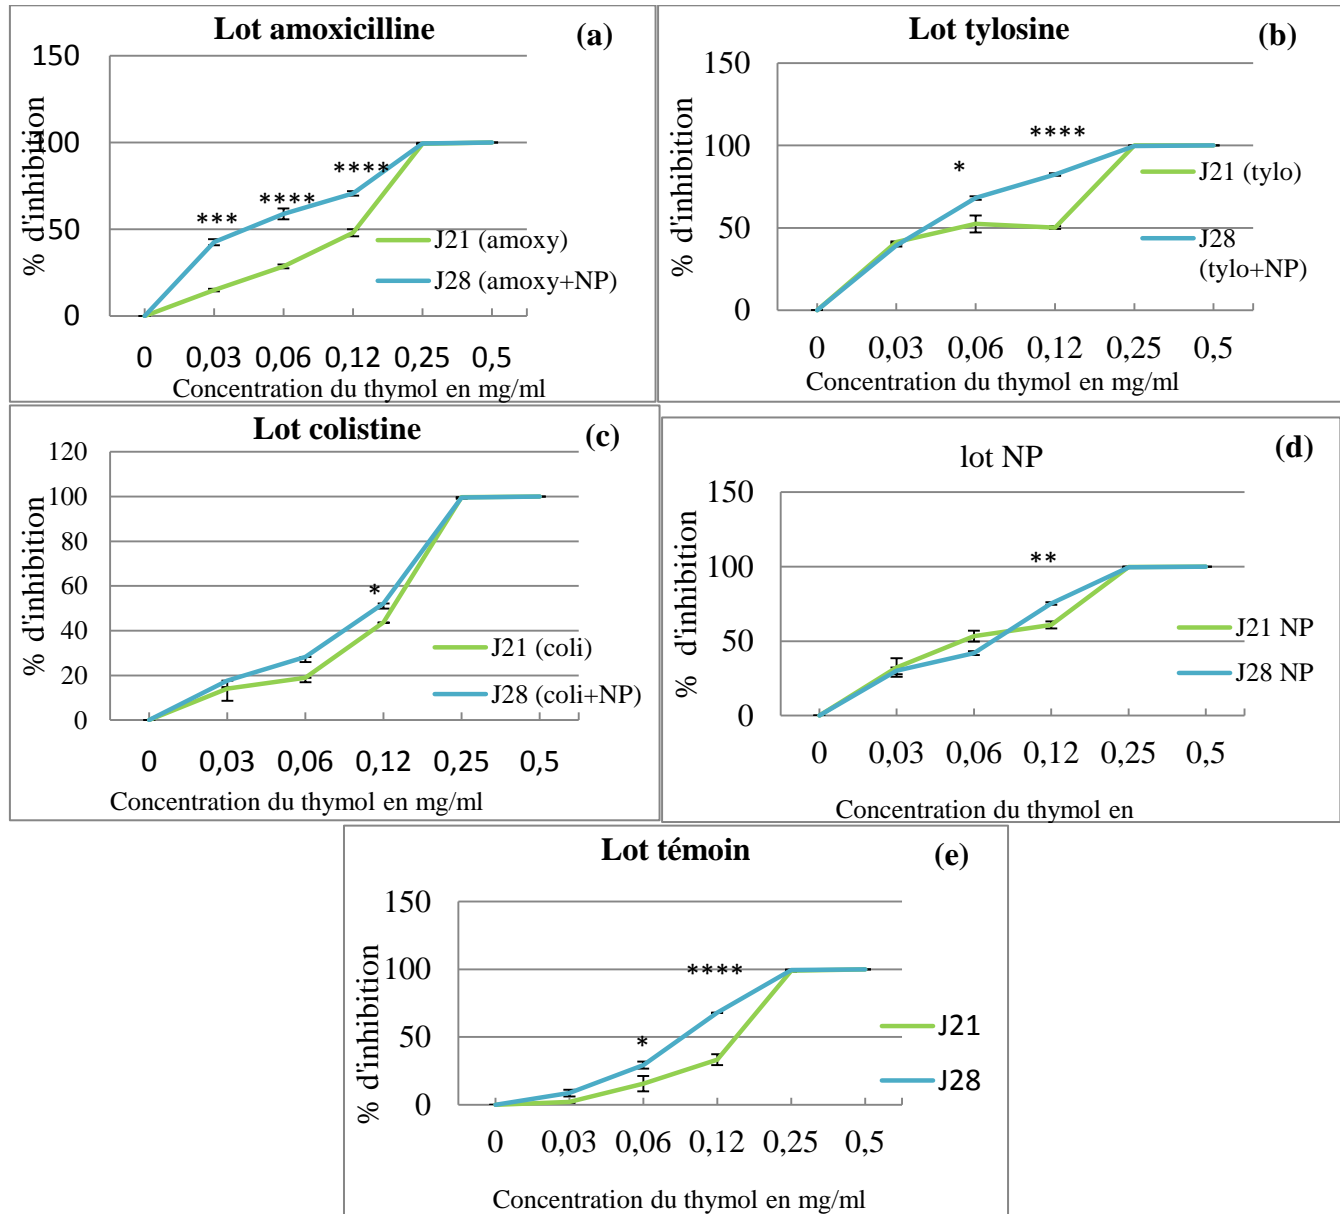 Lot amoxicilline
(a)
150
100
50
0
% d'inhibition
***
****
****
J21 (amoxy)
J28 (amoxy+NP)
0 0,03 0,06 0,12 0,25 0,5
Concentration du thymol en mg/ml
Lot tylosine
(b)
150
100
50
0
% d'inhibition
*
****
J21 (tylo)
J28
(tylo+NP)
0 0,03 0,06 0,12 0,25 0,5
Concentration du thymol en mg/ml
Lot colistine
(c)
120
100
80
60
40
20
0
% d'inhibition
*
J21 (coli)
J28 (coli+NP)
0 0,03 0,06 0,12 0,25 0,5
Concentration du thymol en mg/ml
lot NP
(d)
150
100
50
0
% d'inhibition
**
J21 NP
J28 NP
0 0,03 0,06 0,12 0,25 0,5
Concentration du thymol en
Lot témoin
(e)
150
100
50
0
% d'inhibition
*
****
J21
J28
0 0,03 0,06 0,12 0,25 0,5
Concentration du thymol en mg/ml